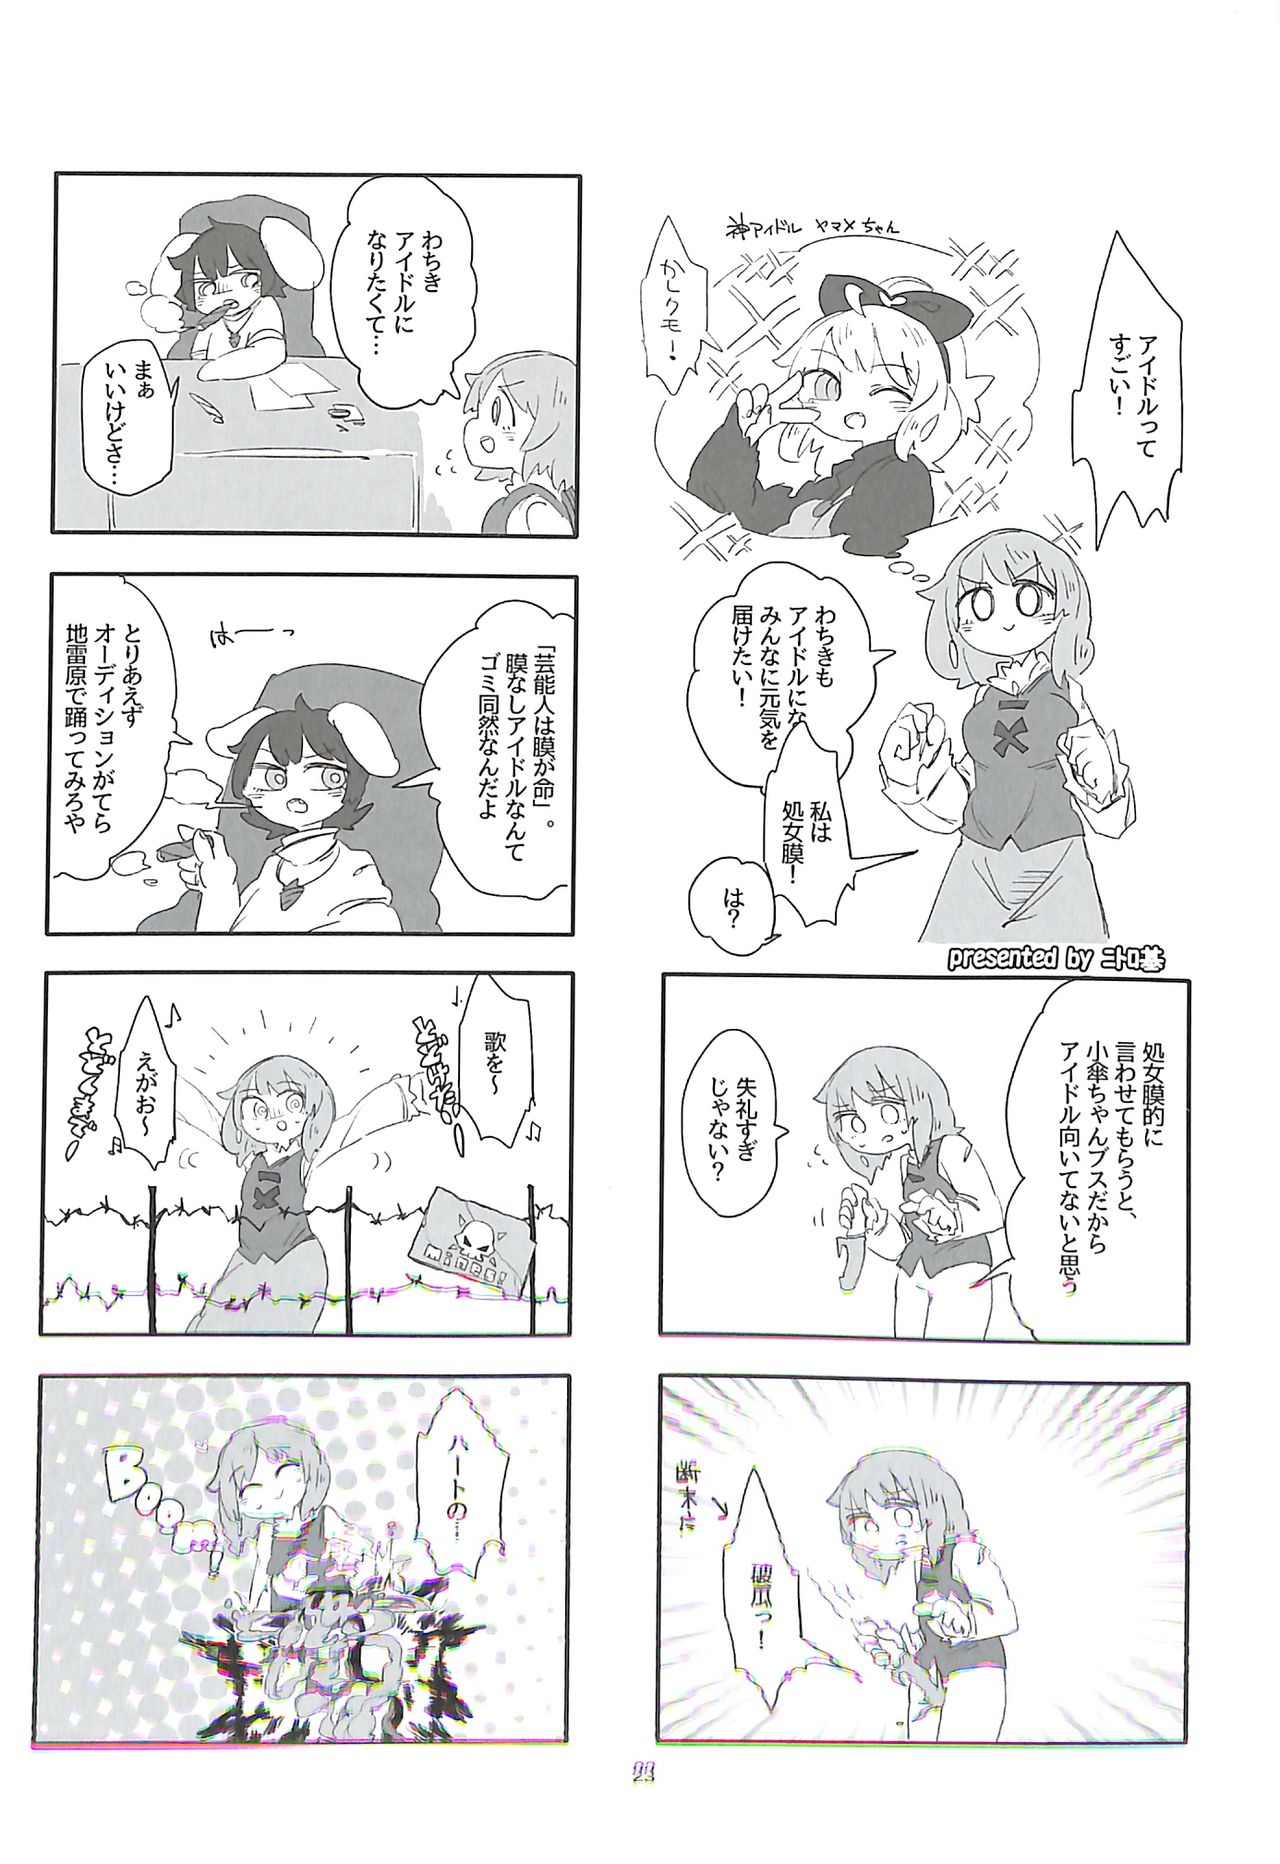 アイドルって
すごい！
神アイドル ヤマメちゃん
わちきも
アイドルにな
みんなに元気を
届けたい！
私は
処女膜！
は？
presented by ニトロ基
処女膜的に
言わせてもらうと、
小傘ちゃんブスだから
アイドル向いてないと思う
失礼すぎ
じゃない？
破瓜っ！
わちき
アイドルに
なりたくて…
まぁ
いいけどさ…
「芸能人は膜が命」。
膜なしアイドルなんて
ゴミ同然なんだよ
はーーっ
とりあえず
オーディションがてら
地雷原で踊ってみろや
歌を～
とどけた～い♪
えがお～
とどくか～い♪
mines!
ハートの…
Boom!
23